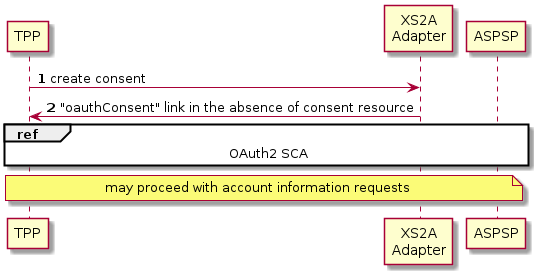 TPP
XS2A
Adapter
ASPSP
1 create consent
2 "oauthConsent" link in the absence of consent resource
ref
OAuth2 SCA
may proceed with account information requests
TPP
XS2A
Adapter
ASPSP